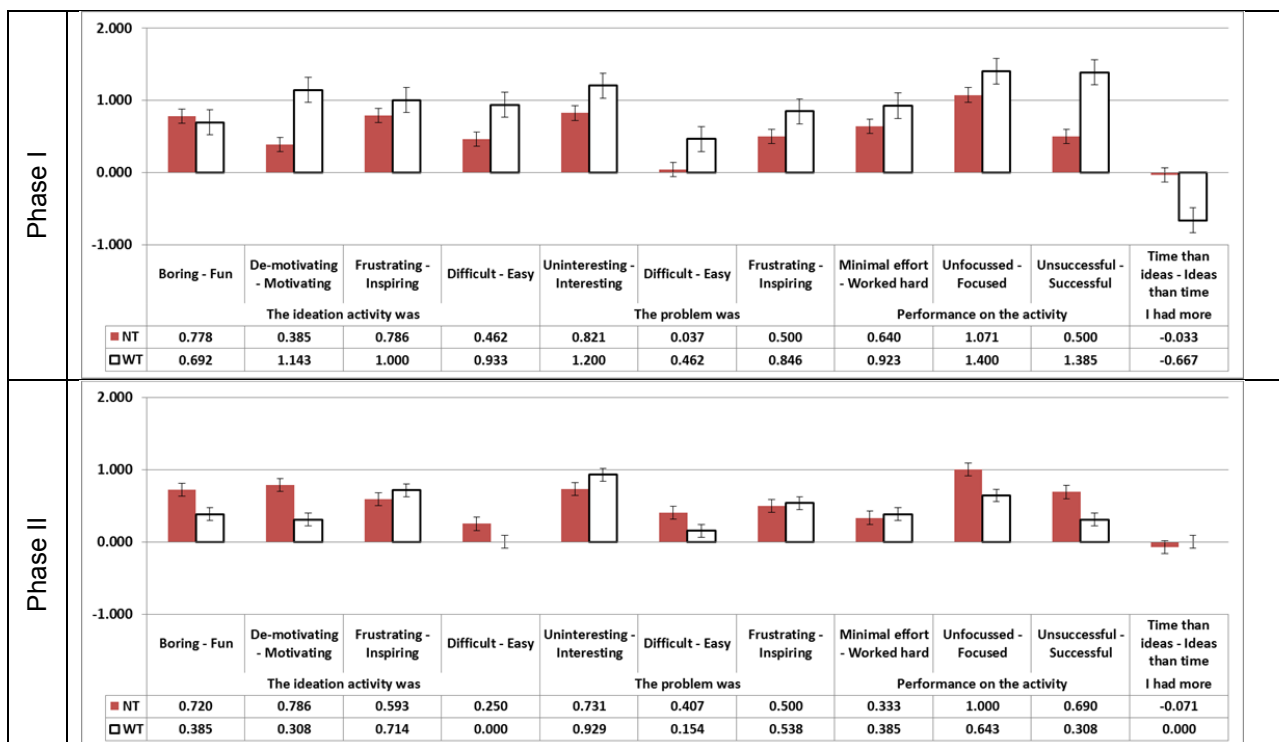 Phase I
2.000
1.000
0.000
-1.000
Boring - Fun
De-motivating
- Motivating
Frustrating -
Inspiring
Difficult - Easy
Uninteresting -
Interesting
Difficult - Easy
Frustrating -
Inspiring
Minimal effort
- Worked hard
Unfocussed -
Focused
Unsuccessful -
Successful
Time than
ideas - Ideas
than time
The ideation activity was The problem was Performance on the activity I had more
NT 0.778 0.385 0.786 0.462 0.821 0.037 0.500 0.640 1.071 0.500 -0.033
WT 0.692 1.143 1.000 0.933 1.200 0.462 0.846 0.923 1.400 1.385 -0.667
Phase II
2.000
1.000
0.000
-1.000
Boring - Fun
De-motivating
- Motivating
Frustrating -
Inspiring
Difficult - Easy
Uninteresting -
Interesting
Difficult - Easy
Frustrating -
Inspiring
Minimal effort
- Worked hard
Unfocussed -
Focused
Unsuccessful -
Successful
Time than
ideas - Ideas
than time
The ideation activity was The problem was Performance on the activity I had more
NT 0.720 0.786 0.593 0.250 0.731 0.407 0.500 0.333 1.000 0.690 -0.071
WT 0.385 0.308 0.714 0.000 0.929 0.154 0.538 0.385 0.643 0.308 0.000